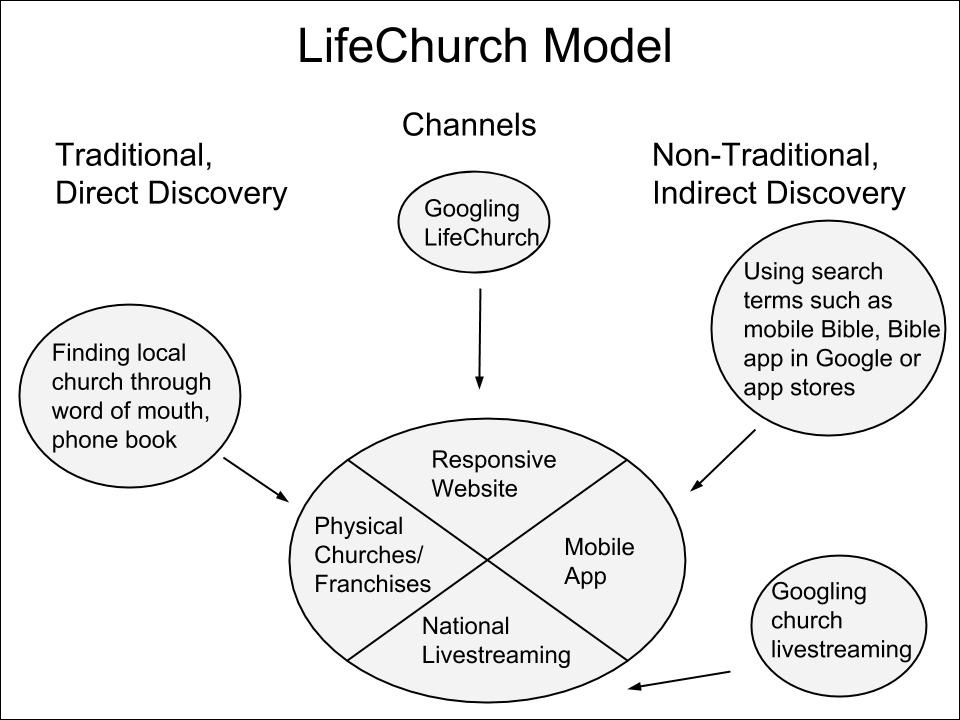 LifeChurch Model
Channels
Traditional,
Direct Discovery
Non-Traditional,
Indirect Discovery
Googling
LifeChurch
Using search
terms such as
mobile Bible, Bible
app in Google or
app stores
Finding local
church through
word of mouth,
phone book
Responsive
Website
Physical
Churches/
Franchises
Mobile
App
National
Livestreaming
Googling
church
livestreaming